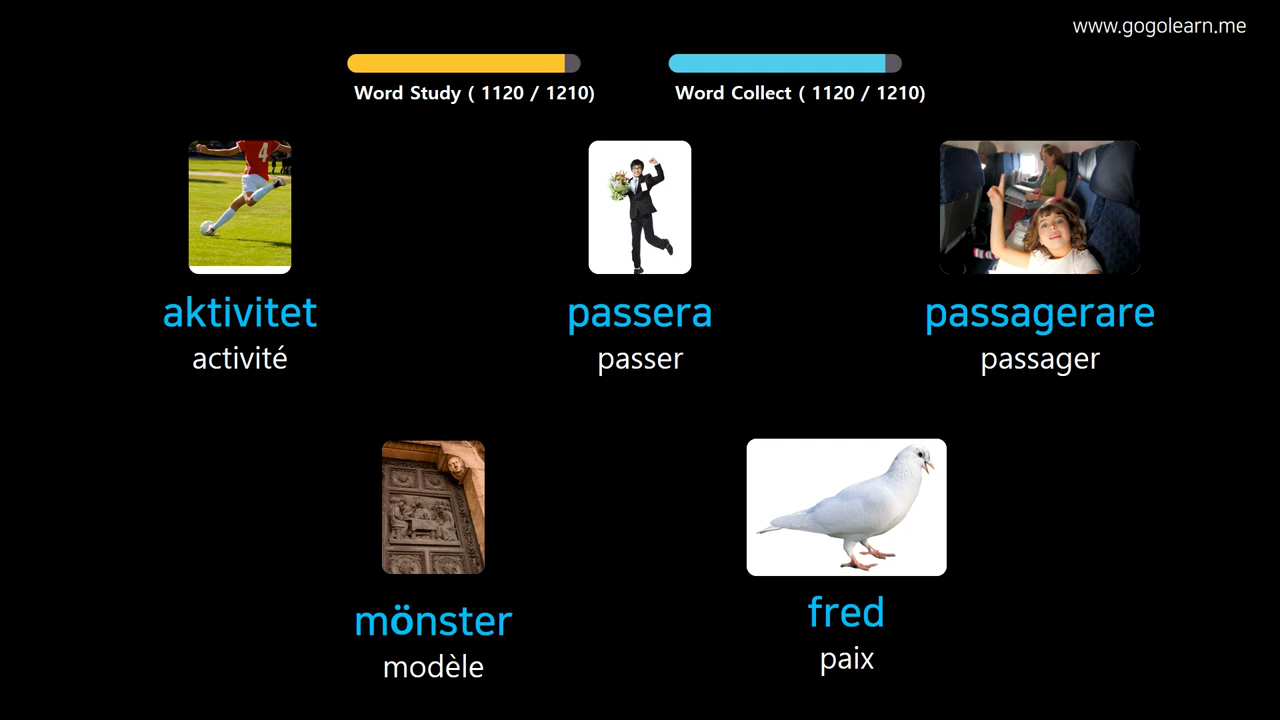 www.gogolearn.me
Word Study ( 1120 / 1210)
Word Collect ( 1120 / 1210)
4
aktivitet
activité
passera
passer
passagerare
passager
mönster
modèle
fred
paix